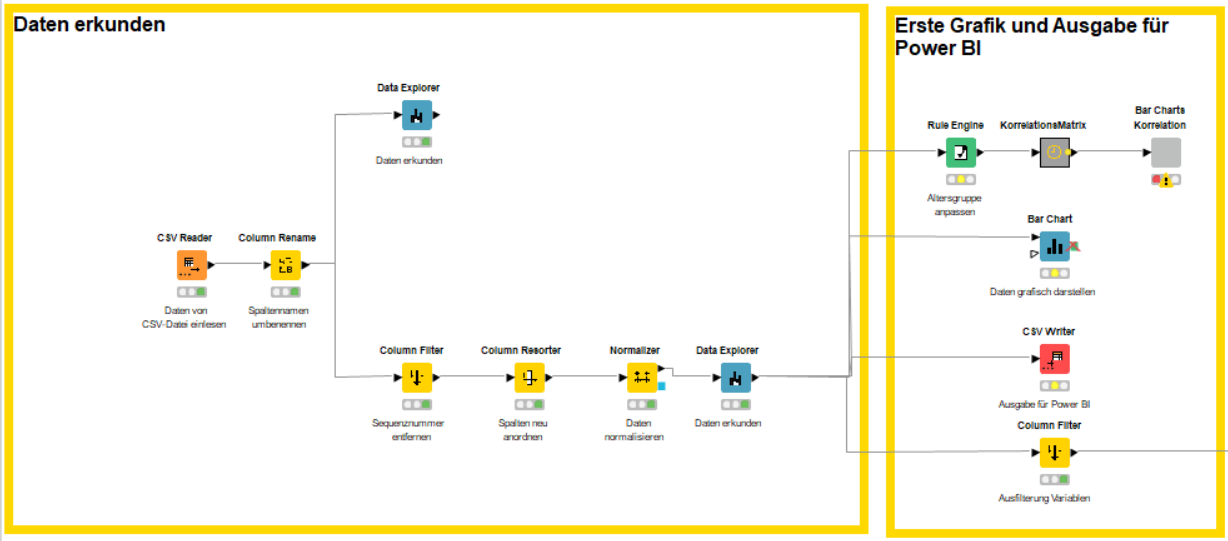 Daten erkunden
Erste Grafik und Ausgabe für
Power BI
Data Explorer
Daten erkunden
CSV Reader
Daten von
CSV-Datei einlesen
Column Rename
Spaltennamen
umbenennen
Column Filter
Sequenznummer
entfernen
Column Resorter
Spalten neu
anordnen
Normalizer
Daten
normalisieren
Data Explorer
Daten erkunden
Rule Engine
Altersgruppe
anpassen
KorrelationsMatrix
Bar Charts
Korrelation
Bar Chart
Daten grafisch darstellen
CSV Writer
Ausgabe für Power BI
Column Filter
Ausfilterung Variablen